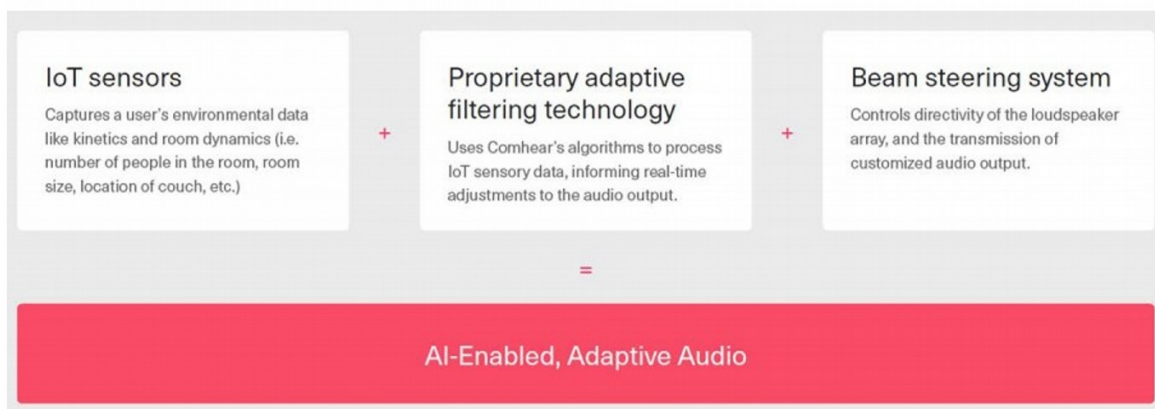 IoT sensors
Captures a user's environmental data
like kinetics and room dynamics (i.e.
number of people in the room, room
size, location of couch, etc.)
+
Proprietary adaptive
filtering technology
Uses Comhear's algorithms to process
IoT sensory data, informing real-time
adjustments to the audio output.
+
Beam steering system
Controls directivity of the loudspeaker
array, and the transmission of
customized audio output.
=
AI-Enabled, Adaptive Audio